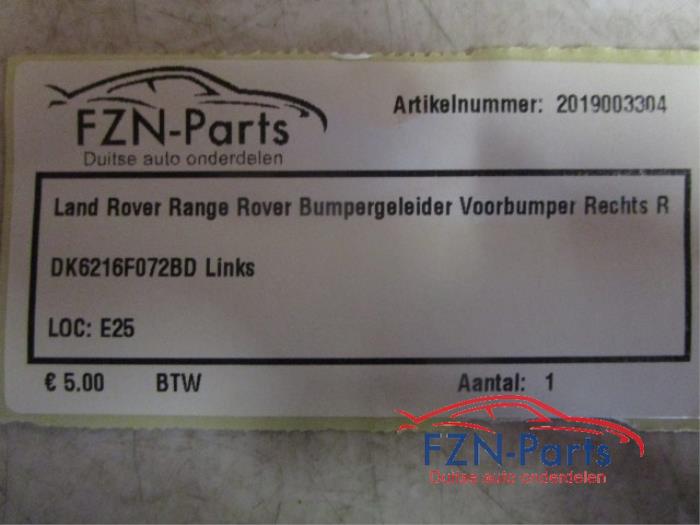 FZN-Parts
Duitse auto onderdelen
Artikelnummer: 2019003304
Land Rover Range Rover Bumpergeleider Voorbumper Rechts R
DK6216F072BD Links
LOC: E25
€ 5.00 BTW Aantal: 1
FZN-Parts
Duitse auto onderdelen